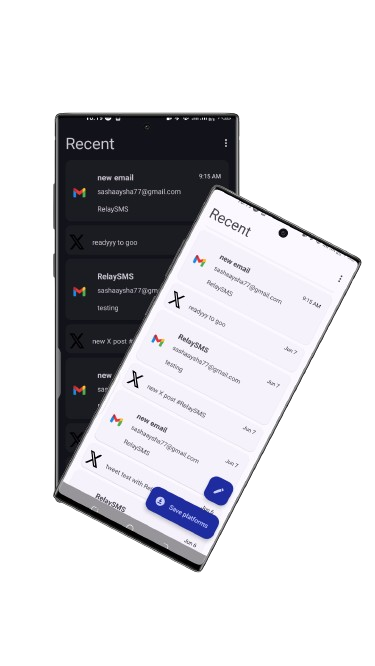 Recent
new email
9:15 AM
sashaaysha77@gmail.com
RelaySMS
readyyy to goo
RelaySMS
sashaaysha77@gm
testing
new X post #
new
sashaaysha
Recent
new email
9:15 AM
sashaaysha77@gmail.com
RelaySMS
readyyy to goo
Jun 7
RelaySMS
Jun 7
sashaaysha77@gmail.com
testing
new X post #RelaySMS
Jun 7
new email
Jun 7
sashaaysha77@gmail.com
RelaySMS
tweet test with Rel
RelaySMS
Save platforms
Jun 6